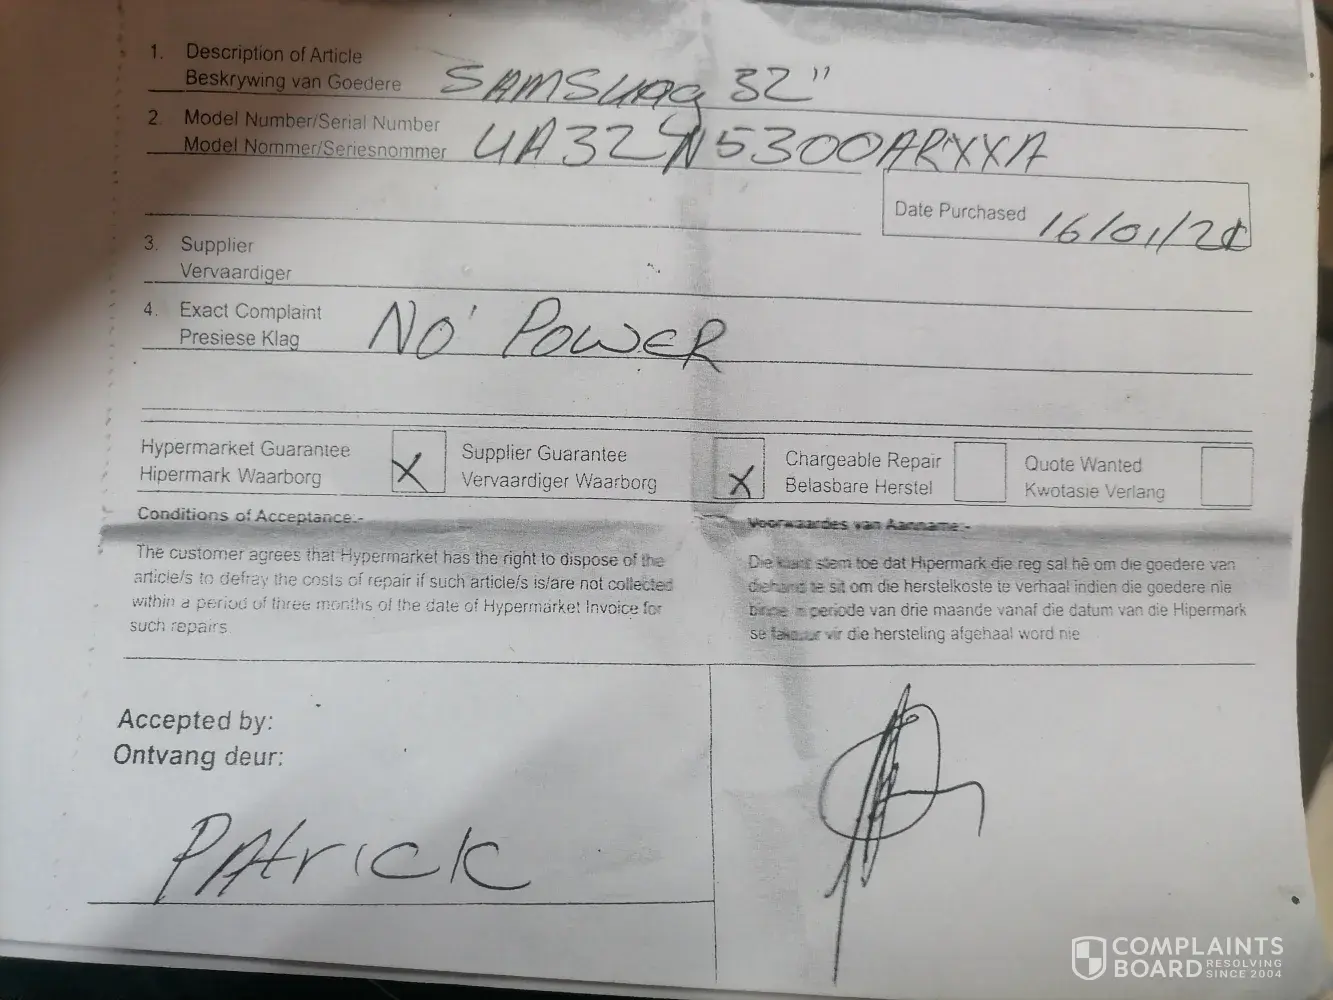 1. Description of Article
Beskrywing van Goedere SAMSUNG 32"
2. Model Number/Serial Number
Model Nommer/Seriesnommer UA32N5300ARXXA
Date Purchased 16/01/
3. Supplier
Vervaardiger
4. Exact Complaint
Presiese Klag NO POWER
Hypermarket Guarantee X Supplier Guarantee X Chargeable Repair Quote Wanted
Hipermark Waarborg Vervaardiger Waarborg Belasbare Herstel Kwotasie Verlang
Conditions of Acceptance:-
The customer agrees that Hypermarket has the right to dispose of the
article/s to defray the costs of repair if such article/s is/are not collected
within a period of three months of the date of Hypermarket Invoice for
such repairs.
Voorwaardes van Aanname:-
Die klant stem toe dat Hipermark die reg sal hê om die goedere van
die hand te sit om die herstelkoste te verhaal indien die goedere nie
binne 'n periode van drie maande vanaf die datum van die Hipermark
se faktuur vir die hersteling afgehaal word nie
Accepted by:
Ontvang deur:
PAtrick
COMPLAINTS
BOARD RESOLVING SINCE 2004